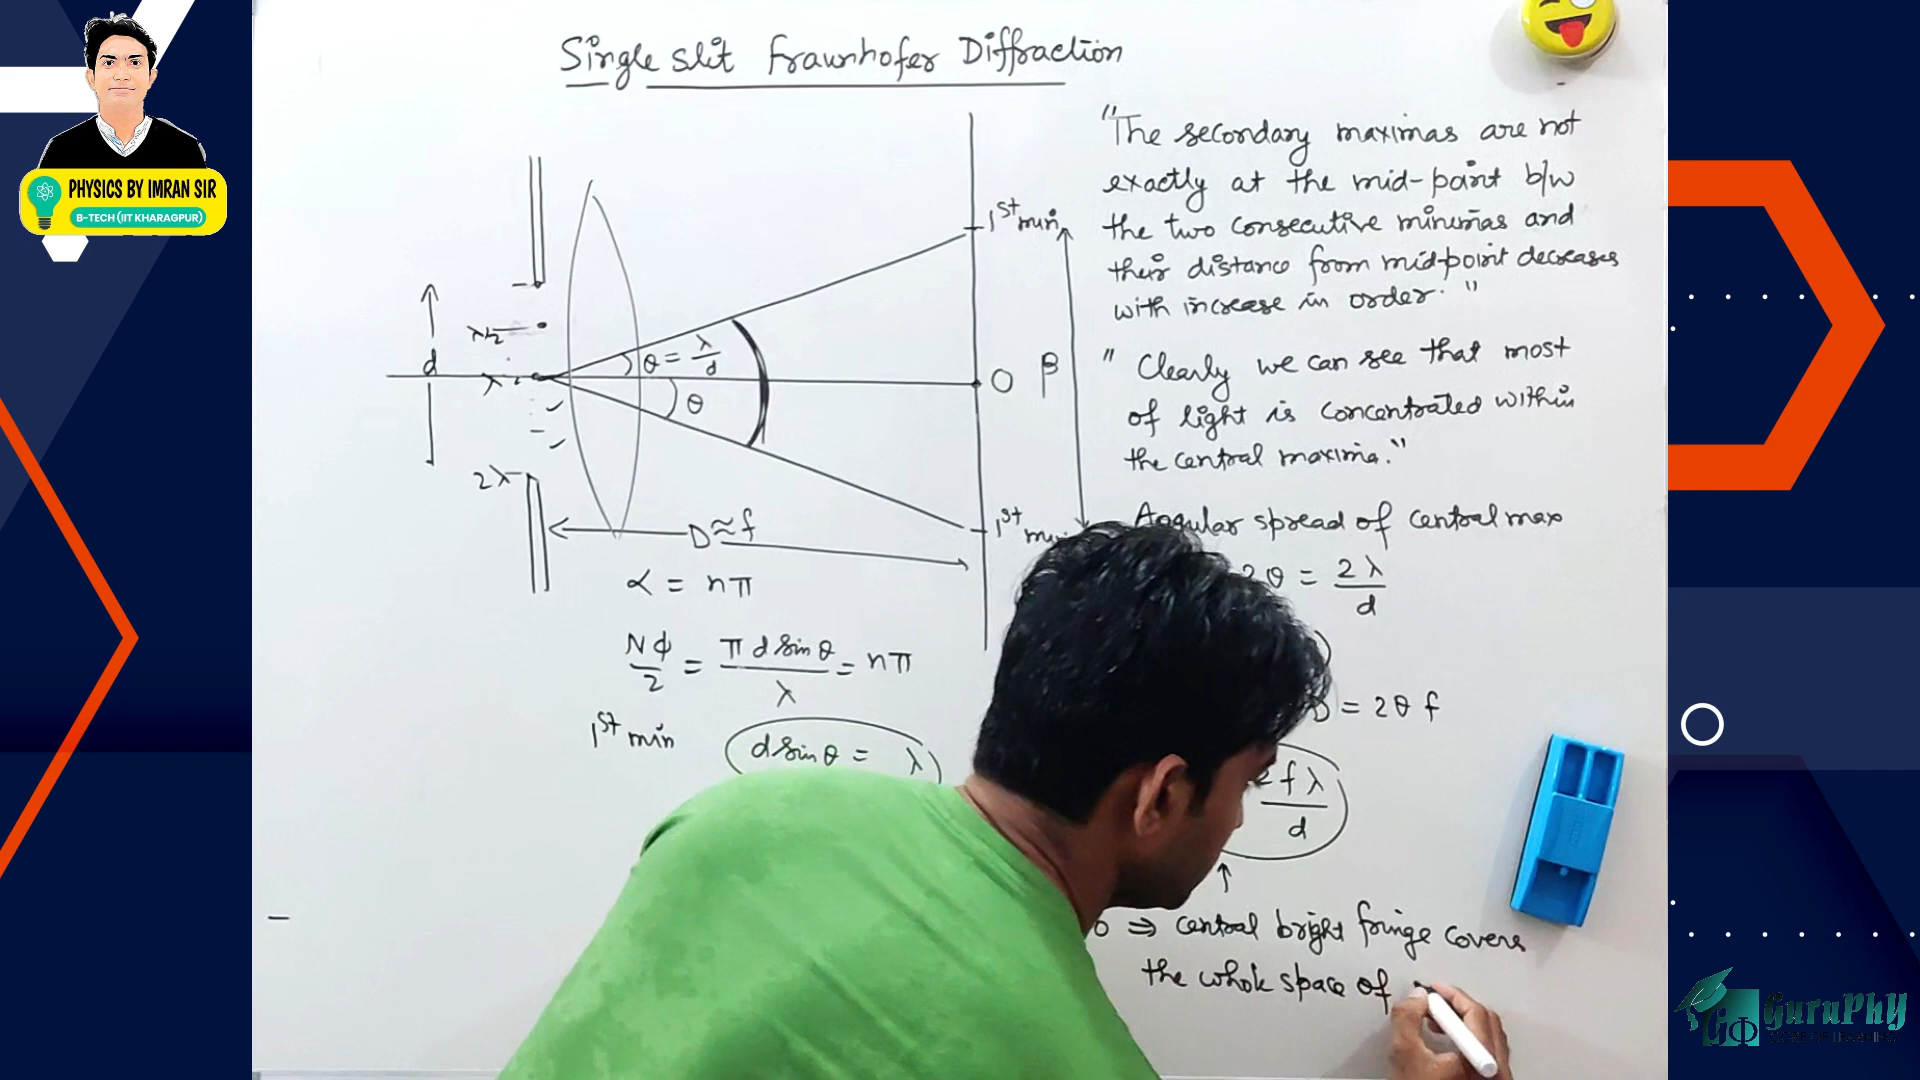 PHYSICS BY IMRAN SIR
B-TECH (IIT KHARAGPUR)
Single slit Fraunhofer Diffraction
"The secondary maximas are not
exactly at the mid-point b/w
the two consecutive minimas and
their distance from midpoint decreases
with increase in order."
" Clearly we can see that most
of light is concentrated within
the central maxima."
Angular spread of central max
2θ = 2λ/d
= 2θ f
2fλ/d
0 ⇒ central bright fringe covers
the whole space of
1st min
d
λ/2
λ
θ = λ/d
θ
O β
2λ
D ≈ f
1st
α = nπ
Nϕ/2 = π d sin θ/λ = nπ
1st min
d sin θ = λ
GuruPhy
GΦ